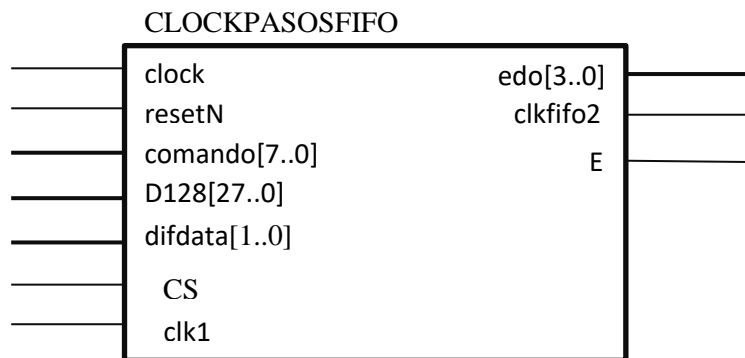 CLOCKPASOSFIFO
clock edo[3..0]
resetN clkfifo2
comando[7..0] E
D128[27..0]
difdata[1..0]
CS
clk1